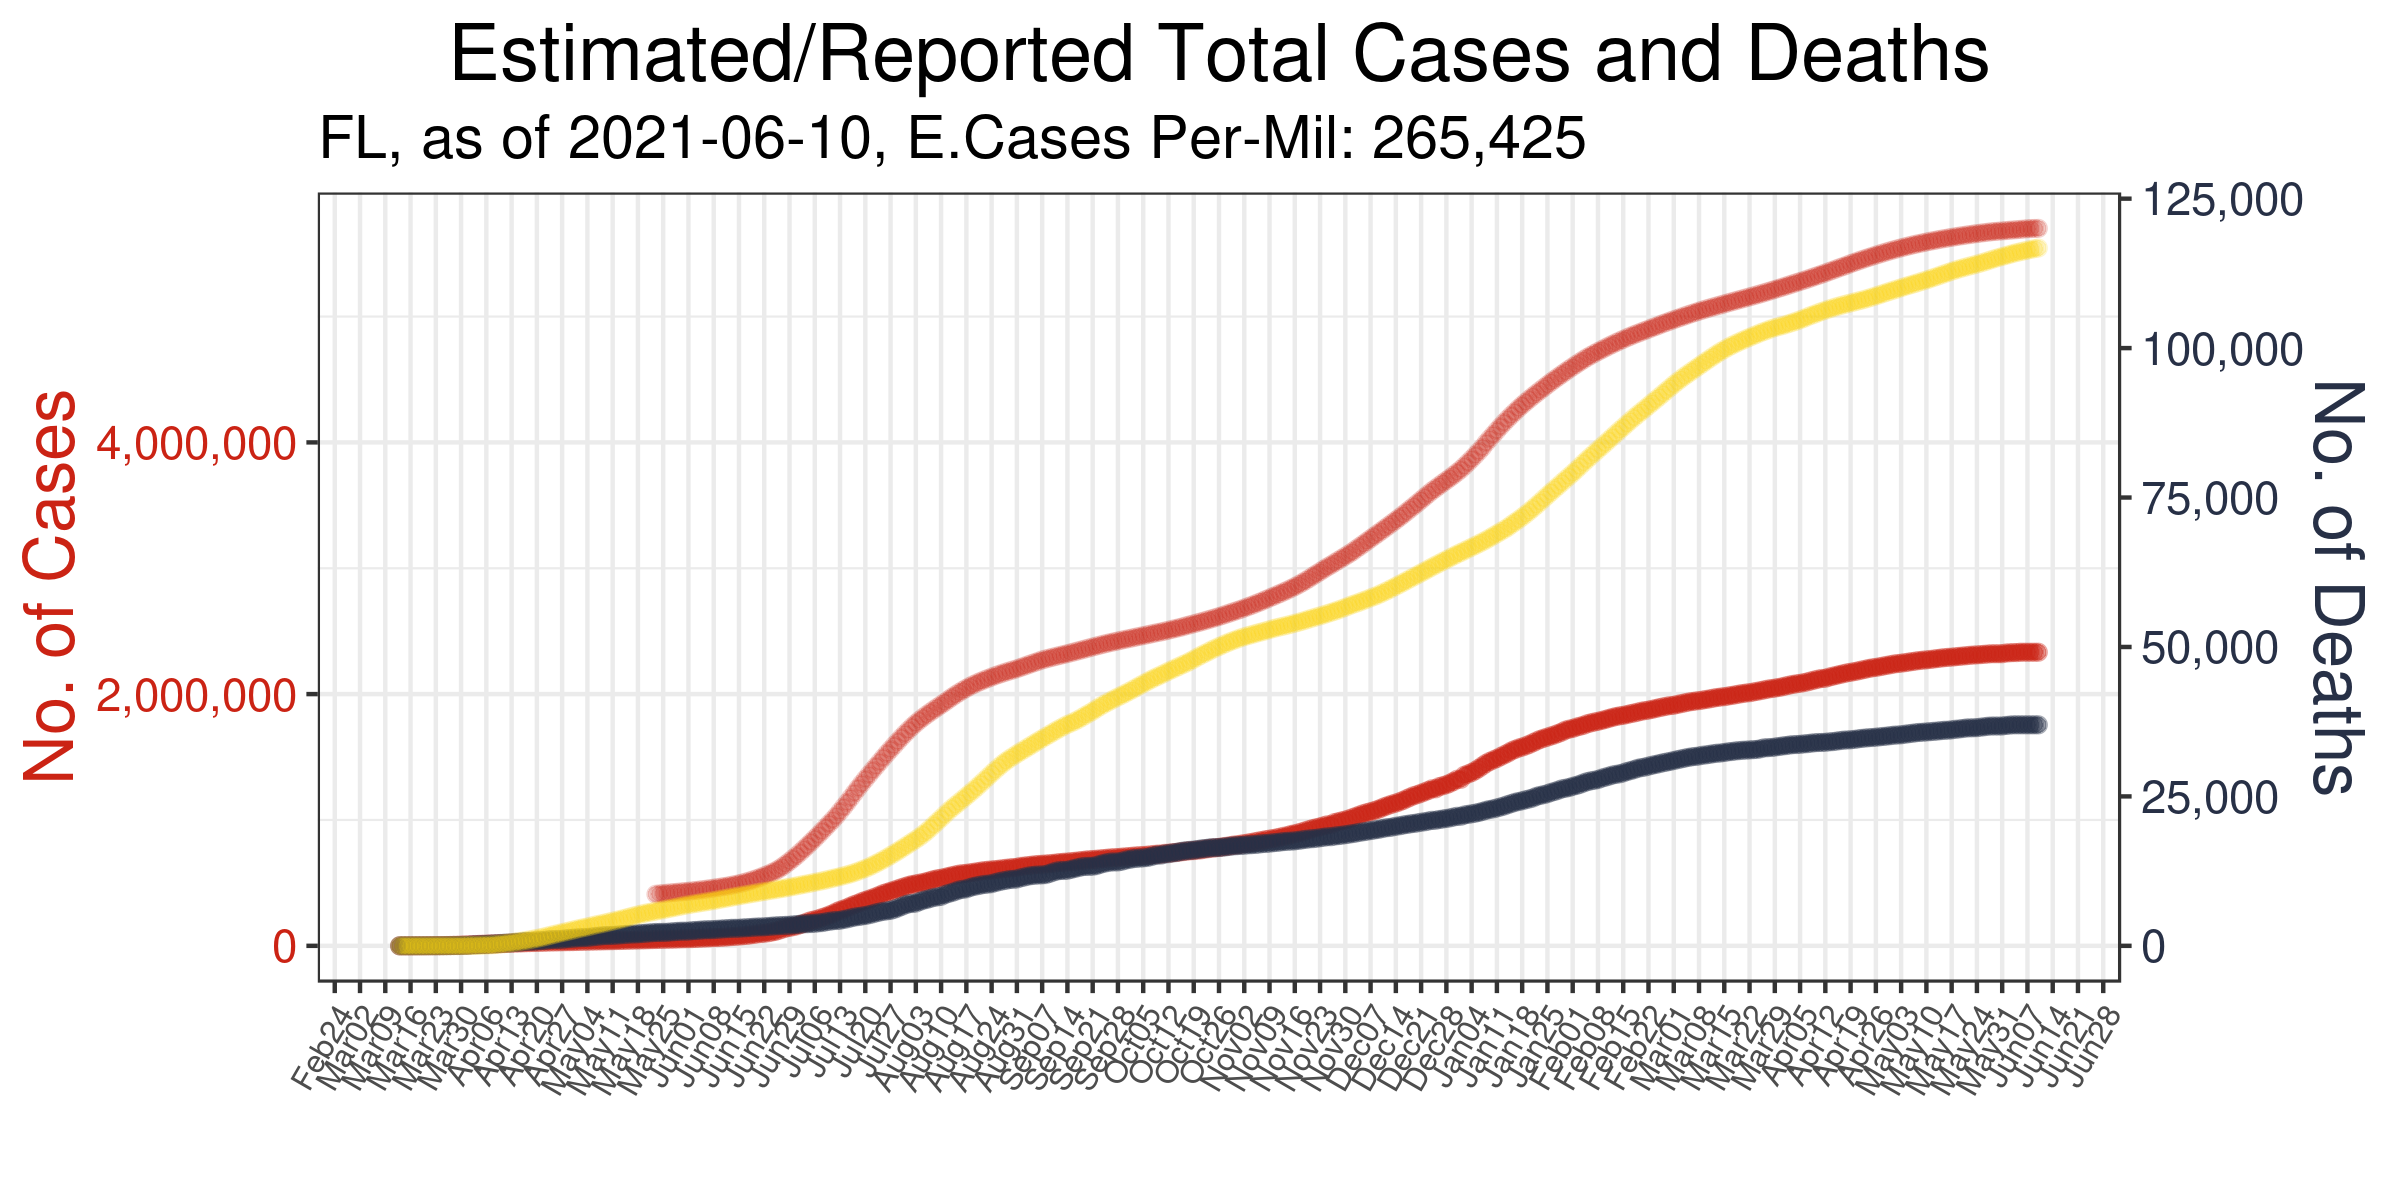 Estimated/Reported Total Cases and Deaths
FL, as of 2021-06-10, E.Cases Per-Mil: 265,425
No. of Cases
4,000,000
2,000,000
0
125,000
100,000
75,000
50,000
25,000
0
No. of Deaths
Feb24
Mar02
Mar09
Mar16
Mar23
Mar30
Apr06
Apr13
Apr20
Apr27
May04
May11
May18
May25
Jun01
Jun08
Jun15
Jun22
Jun29
Jul06
Jul13
Jul20
Jul27
Aug03
Aug10
Aug17
Aug24
Aug31
Sep07
Sep14
Sep21
Sep28
Oct05
Oct12
Oct19
Oct26
Nov02
Nov09
Nov16
Nov23
Nov30
Dec07
Dec14
Dec21
Dec28
Jan04
Jan11
Jan18
Jan25
Feb01
Feb08
Feb15
Feb22
Mar01
Mar08
Mar15
Mar22
Mar29
Apr05
Apr12
Apr19
Apr26
May03
May10
May17
May24
May31
Jun07
Jun14
Jun21
Jun28